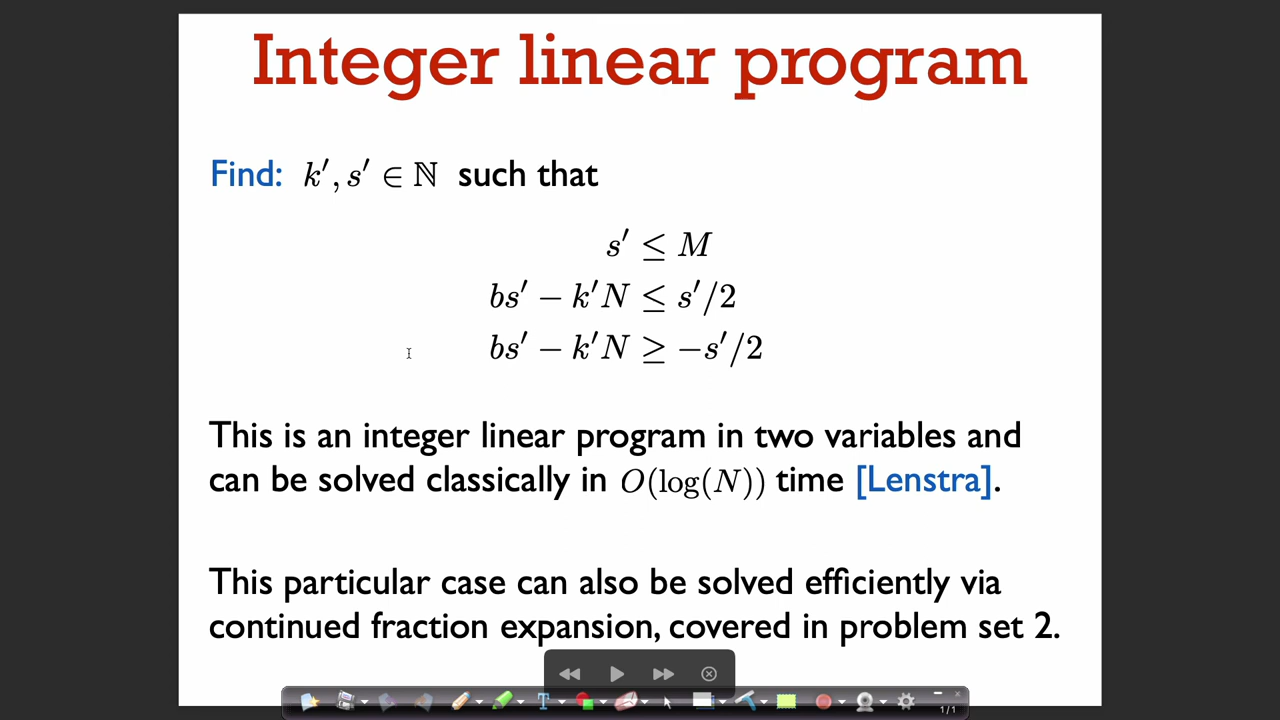 Integer linear program
Find: k′, s′ ∈ ℕ such that
s′ ≤ M
bs′ − k′N ≤ s′/2
bs′ − k′N ≥ −s′/2
This is an integer linear program in two variables and
can be solved classically in O(log(N)) time [Lenstra].
This particular case can also be solved efficiently via
continued fraction expansion, covered in problem set 2.
T
1/1